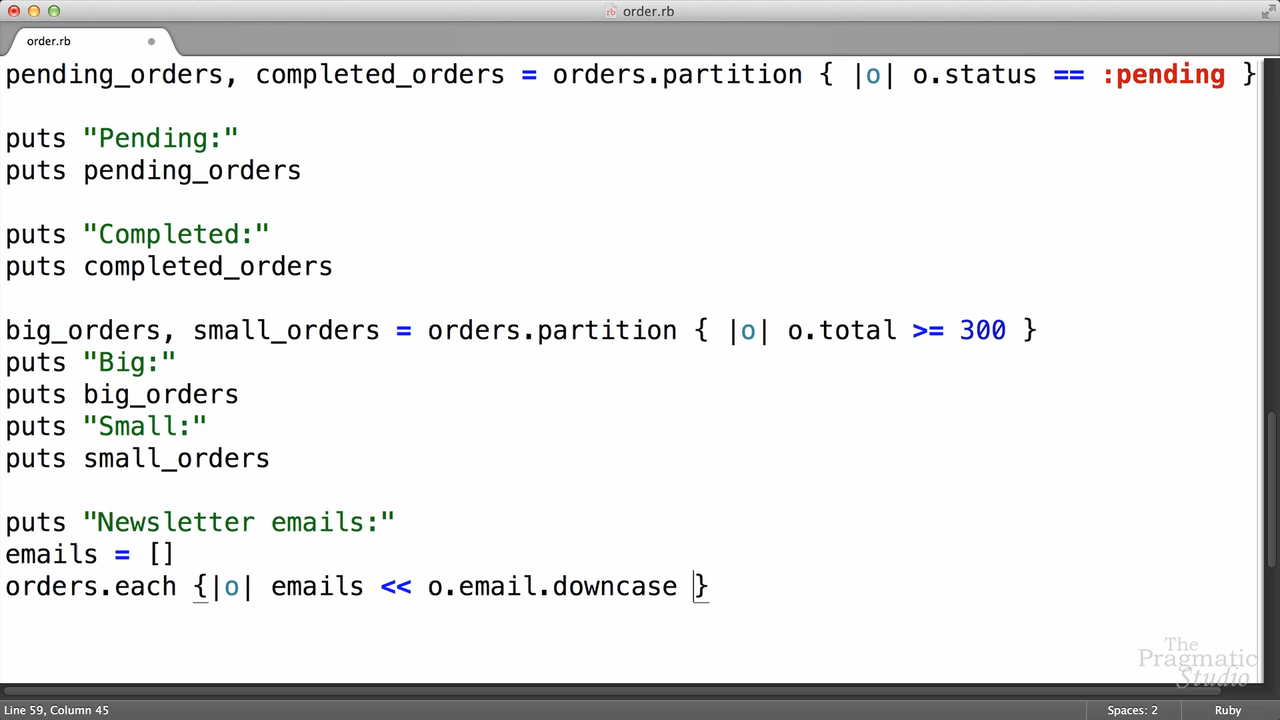 order.rb
order.rb
pending_orders, completed_orders = orders.partition { |o| o.status == :pending }
puts "Pending:"
puts pending_orders
puts "Completed:"
puts completed_orders
big_orders, small_orders = orders.partition { |o| o.total >= 300 }
puts "Big:"
puts big_orders
puts "Small:"
puts small_orders
puts "Newsletter emails:"
emails = []
orders.each {|o| emails << o.email.downcase }
The
Pragmatic
Studio
Line 59, Column 45
Spaces: 2
Ruby